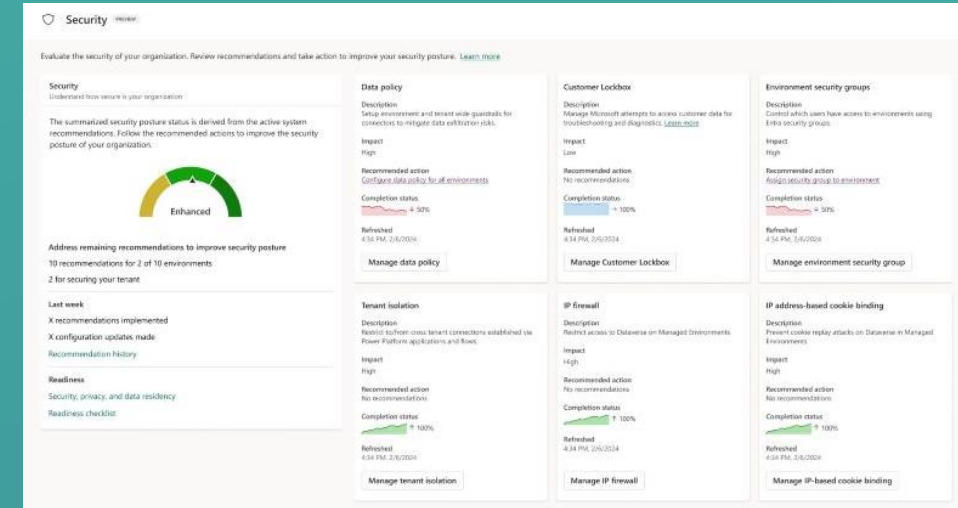 Security PREVIEW
Evaluate the security of your organization. Review recommendations and take action to improve your security posture. Learn more
Security
Understand how secure is your organization
The summarized security posture status is derived from the active system
recommendations. Follow the recommended actions to improve the security
posture of your organization.
Enhanced
Address remaining recommendations to improve security posture
10 recommendations for 2 of 10 environments
2 for securing your tenant
Last week
X recommendations implemented
X configuration updates made
Recommendation history
Readiness
Security, privacy, and data residency
Readiness checklist
Data policy
Description
Setup environment and tenant wide guardrails for
connectors to mitigate data exfiltration risks.
Impact
High
Recommended action
Configure data policy for all environments
Completion status
↓ 50%
Refreshed
4:34 PM, 2/6/2024
Manage data policy
Customer Lockbox
Description
Manage Microsoft attempts to access customer data for
troubleshooting and diagnostics. Learn more
Impact
Low
Recommended action
No recommendations
Completion status
→ 100%
Refreshed
4:34 PM, 2/6/2024
Manage Customer Lockbox
Environment security groups
Description
Control which users have access to environments using
Entra security groups.
Impact
High
Recommended action
Assign security group to environment
Completion status
↓ 50%
Refreshed
4:34 PM, 2/6/2024
Manage environment security group
Tenant isolation
Description
Restrict to/from cross tenant connections established via
Power Platform applications and flows.
Impact
High
Recommended action
No recommendations
Completion status
↑ 100%
Refreshed
4:34 PM, 2/6/2024
Manage tenant isolation
IP firewall
Description
Restrict access to Dataverse on Managed Environments
Impact
High
Recommended action
No recommendations
Completion status
↑ 100%
Refreshed
4:34 PM, 2/6/2024
Manage IP firewall
IP address-based cookie binding
Description
Prevent cookie replay attacks on Dataverse in Managed
Environments
Impact
High
Recommended action
No recommendations
Completion status
↑ 100%
Refreshed
4:34 PM, 2/6/2024
Manage IP-based cookie binding